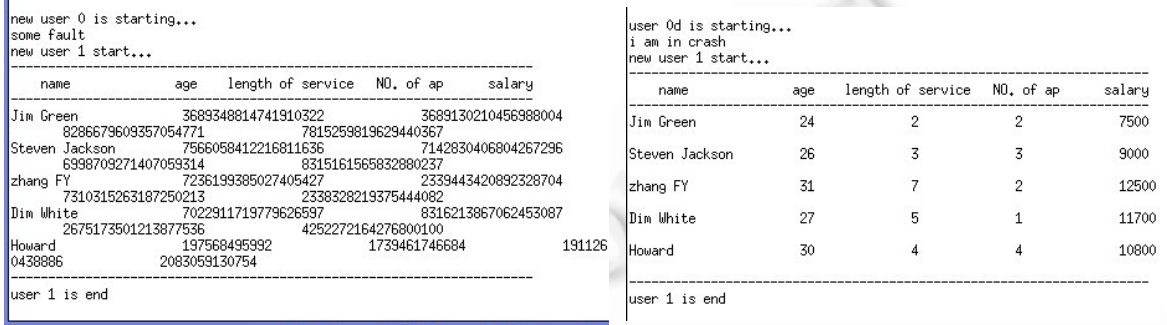 new user 0 is starting...
some fault
new user 1 start...
name age length of service NO. of ap salary
Jim Green 3689348814741910322 3689130210456988004
8286679609357054771 7815259819629440367
Steven Jackson 7566058412216811636 7142830406804267296
6998709271407059314 8315161565832880237
zhang FY 7236199385027405427 2339443420892328704
7310315263187250213 2338328219375444082
Dim White 7022911719779626597 8316213867062453087
2675173501213877536 4252272164276800100
Howard 197568495992 1739461746684 191126
0438886 2083059130754
user 1 is end
user 0d is starting...
i am in crash
new user 1 start...
name age length of service NO. of ap salary
Jim Green 24 2 2 7500
Steven Jackson 26 3 3 9000
zhang FY 31 7 2 12500
Dim White 27 5 1 11700
Howard 30 4 4 10800
user 1 is end